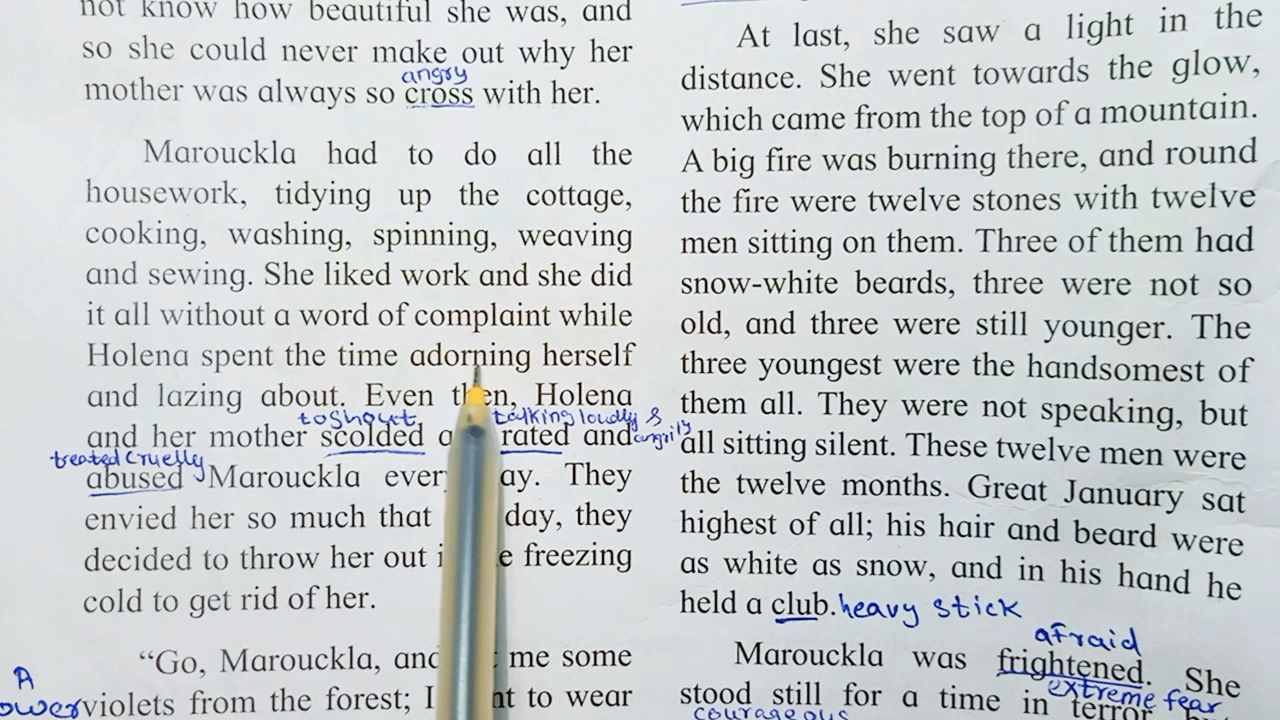 not know how beautiful she was, and
so she could never make out why her
angry
mother was always so cross with her.
Marouckla had to do all the
housework, tidying up the cottage,
cooking, washing, spinning, weaving
and sewing. She liked work and she did
it all without a word of complaint while
Holena spent the time adorning herself
and lazing about. Even then, Holena
to shout talking loudly &
and her mother scolded rated and angrily
treated cruelly
abused Marouckla every They
envied her so much that day, they
decided to throw her out freezing
cold to get rid of her.
"Go, Marouckla, and me some
A
violets from the forest; I to wear
At last, she saw a light in the
distance. She went towards the glow,
which came from the top of a mountain.
A big fire was burning there, and round
the fire were twelve stones with twelve
men sitting on them. Three of them had
snow-white beards, three were not so
old, and three were still younger. The
three youngest were the handsomest of
them all. They were not speaking, but
all sitting silent. These twelve men were
the twelve months. Great January sat
highest of all; his hair and beard were
as white as snow, and in his hand he
held a club. heavy stick
afraid
Marouckla was frightened. She
extreme fear
stood still for a time in terror
courageous